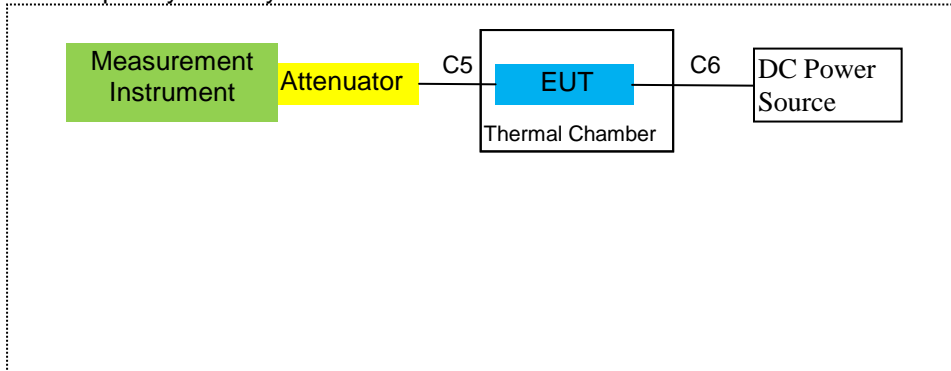 Measurement
Instrument
Attenuator
C5
EUT
Thermal Chamber
C6
DC Power
Source